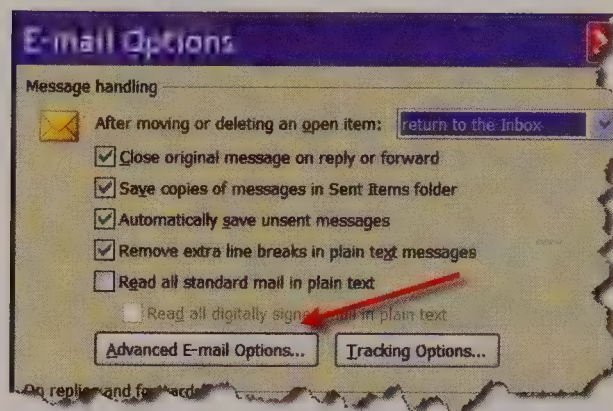 E-mail Options
Message handling
After moving or deleting an open item: return to the Inbox
Close original message on reply or forward
Save copies of messages in Sent Items folder
Automatically save unsent messages
Remove extra line breaks in plain text messages
Read all standard mail in plain text
Read all digitally signed mail in plain text
Advanced E-mail Options... Tracking Options...
On replies and forwards